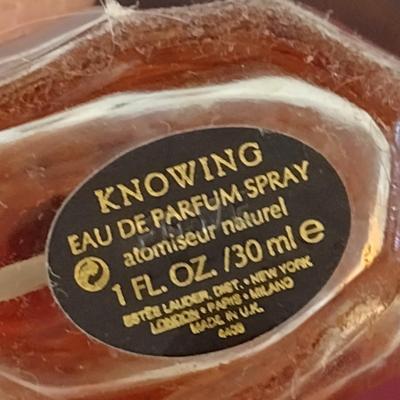 KNOWING
EAU DE PARFUM SPRAY
atomiseur naturel
1 FL. OZ. /30 ml e
ESTĒE LAUDER, DIST. • NEW YORK
LONDON • PARIS • MILANO
MADE IN U.K.